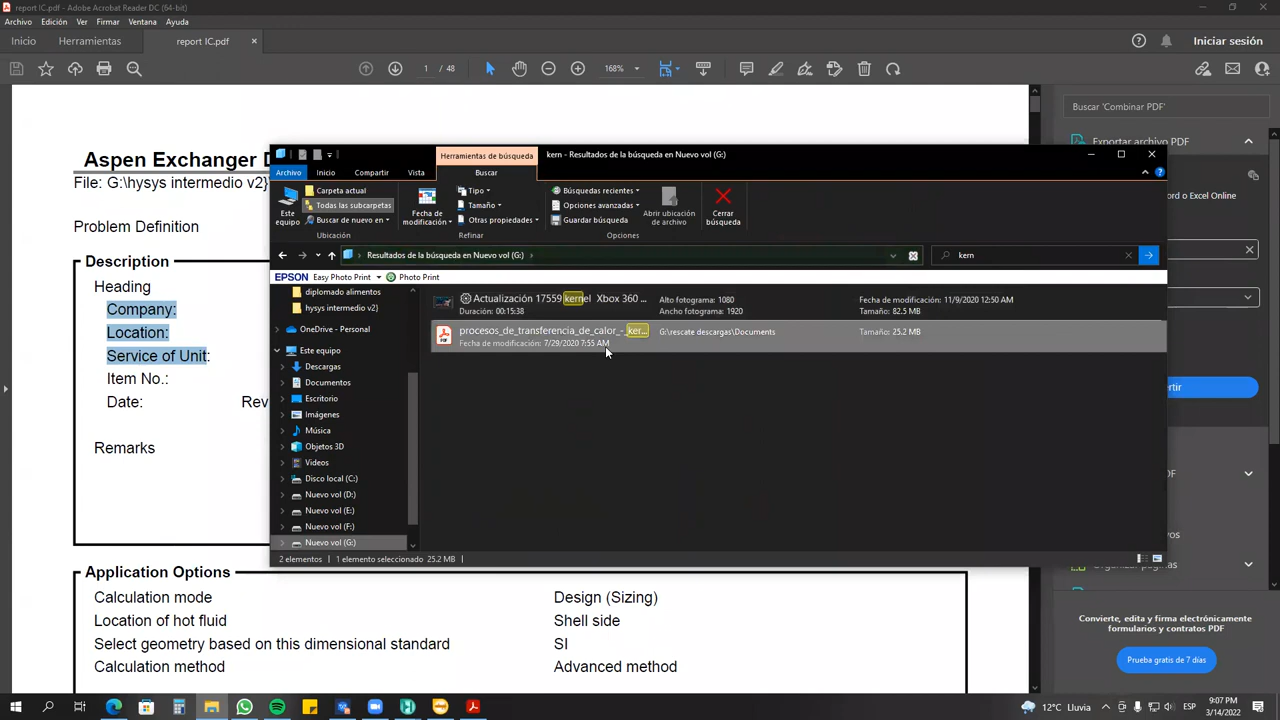 report IC.pdf - Adobe Acrobat Reader DC (64-bit)
Archivo Edición Ver Firmar Ventana Ayuda
Inicio Herramientas report IC.pdf Iniciar sesión
1 / 48 168%
Buscar 'Combinar PDF'
Exportar archivo PDF
ord o Excel Online
Aspen Exchanger D
File: G:\hysys intermedio v2}\
Problem Definition
Description
Heading
Company:
Location:
Service of Unit:
Item No.:
Date: Rev
Remarks
Herramientas de búsqueda kern - Resultados de la búsqueda en Nuevo vol (G:)
Archivo Inicio Compartir Vista Buscar
Este equipo
Carpeta actual
Todas las subcarpetas
Buscar de nuevo en
Ubicación
Fecha de modificación
Tipo
Tamaño
Otras propiedades
Refinar
Búsquedas recientes
Opciones avanzadas
Guardar búsqueda
Opciones
Abrir ubicación de archivo
Cerrar búsqueda
Resultados de la búsqueda en Nuevo vol (G:) kern
EPSON Easy Photo Print Photo Print
diplomado alimentos
hysys intermedio v2}
OneDrive - Personal
Este equipo
Descargas
Documentos
Escritorio
Imágenes
Música
Objetos 3D
Videos
Disco local (C:)
Nuevo vol (D:)
Nuevo vol (E:)
Nuevo vol (F:)
Nuevo vol (G:)
Actualización 17559 kernel Xbox 360 ... Alto fotograma: 1080 Fecha de modificación: 11/9/2020 12:50 AM
Duración: 00:15:38 Ancho fotograma: 1920 Tamaño: 82.5 MB
procesos_de_transferencia_de_calor_-_ker... G:\rescate descargas\Documents Tamaño: 25.2 MB
Fecha de modificación: 7/29/2020 7:55 AM
2 elementos 1 elemento seleccionado 25.2 MB
Application Options
Calculation mode Design (Sizing)
Location of hot fluid Shell side
Select geometry based on this dimensional standard SI
Calculation method Advanced method
Convierte, edita y firma electrónicamente
formularios y contratos PDF
Prueba gratis de 7 días
12°C Lluvia ESP 9:07 PM
3/14/2022